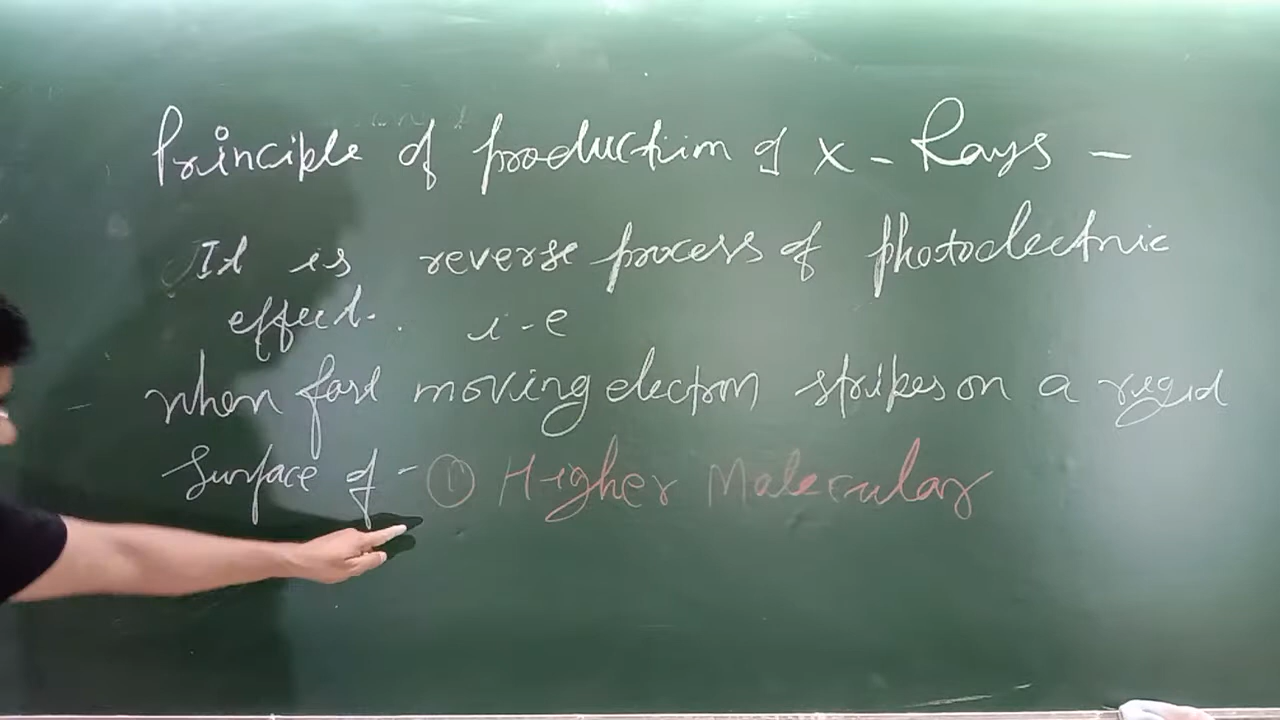 Principle of production of X-Rays -
It is reverse process of photoelectric
effect. i-e
when fast moving electron strikes on a rigid
Surface of - ① Higher Molecular